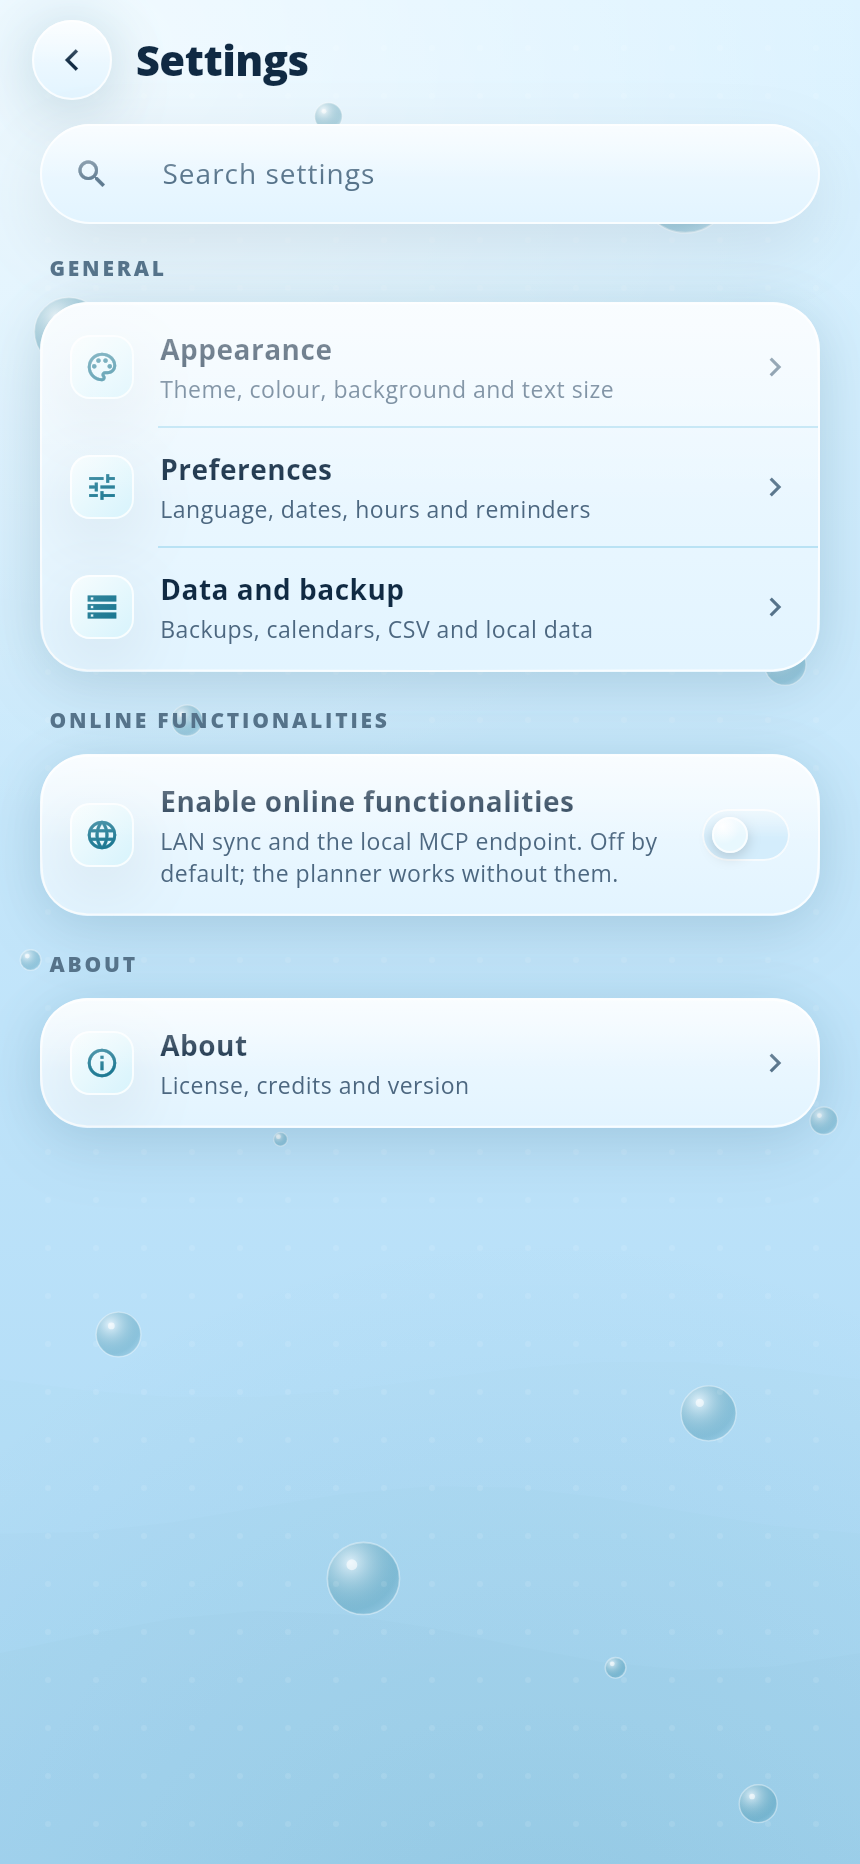 Settings
Search settings
GENERAL
Appearance
Theme, colour, background and text size
Preferences
Language, dates, hours and reminders
Data and backup
Backups, calendars, CSV and local data
ONLINE FUNCTIONALITIES
Enable online functionalities
LAN sync and the local MCP endpoint. Off by
default; the planner works without them.
ABOUT
About
License, credits and version